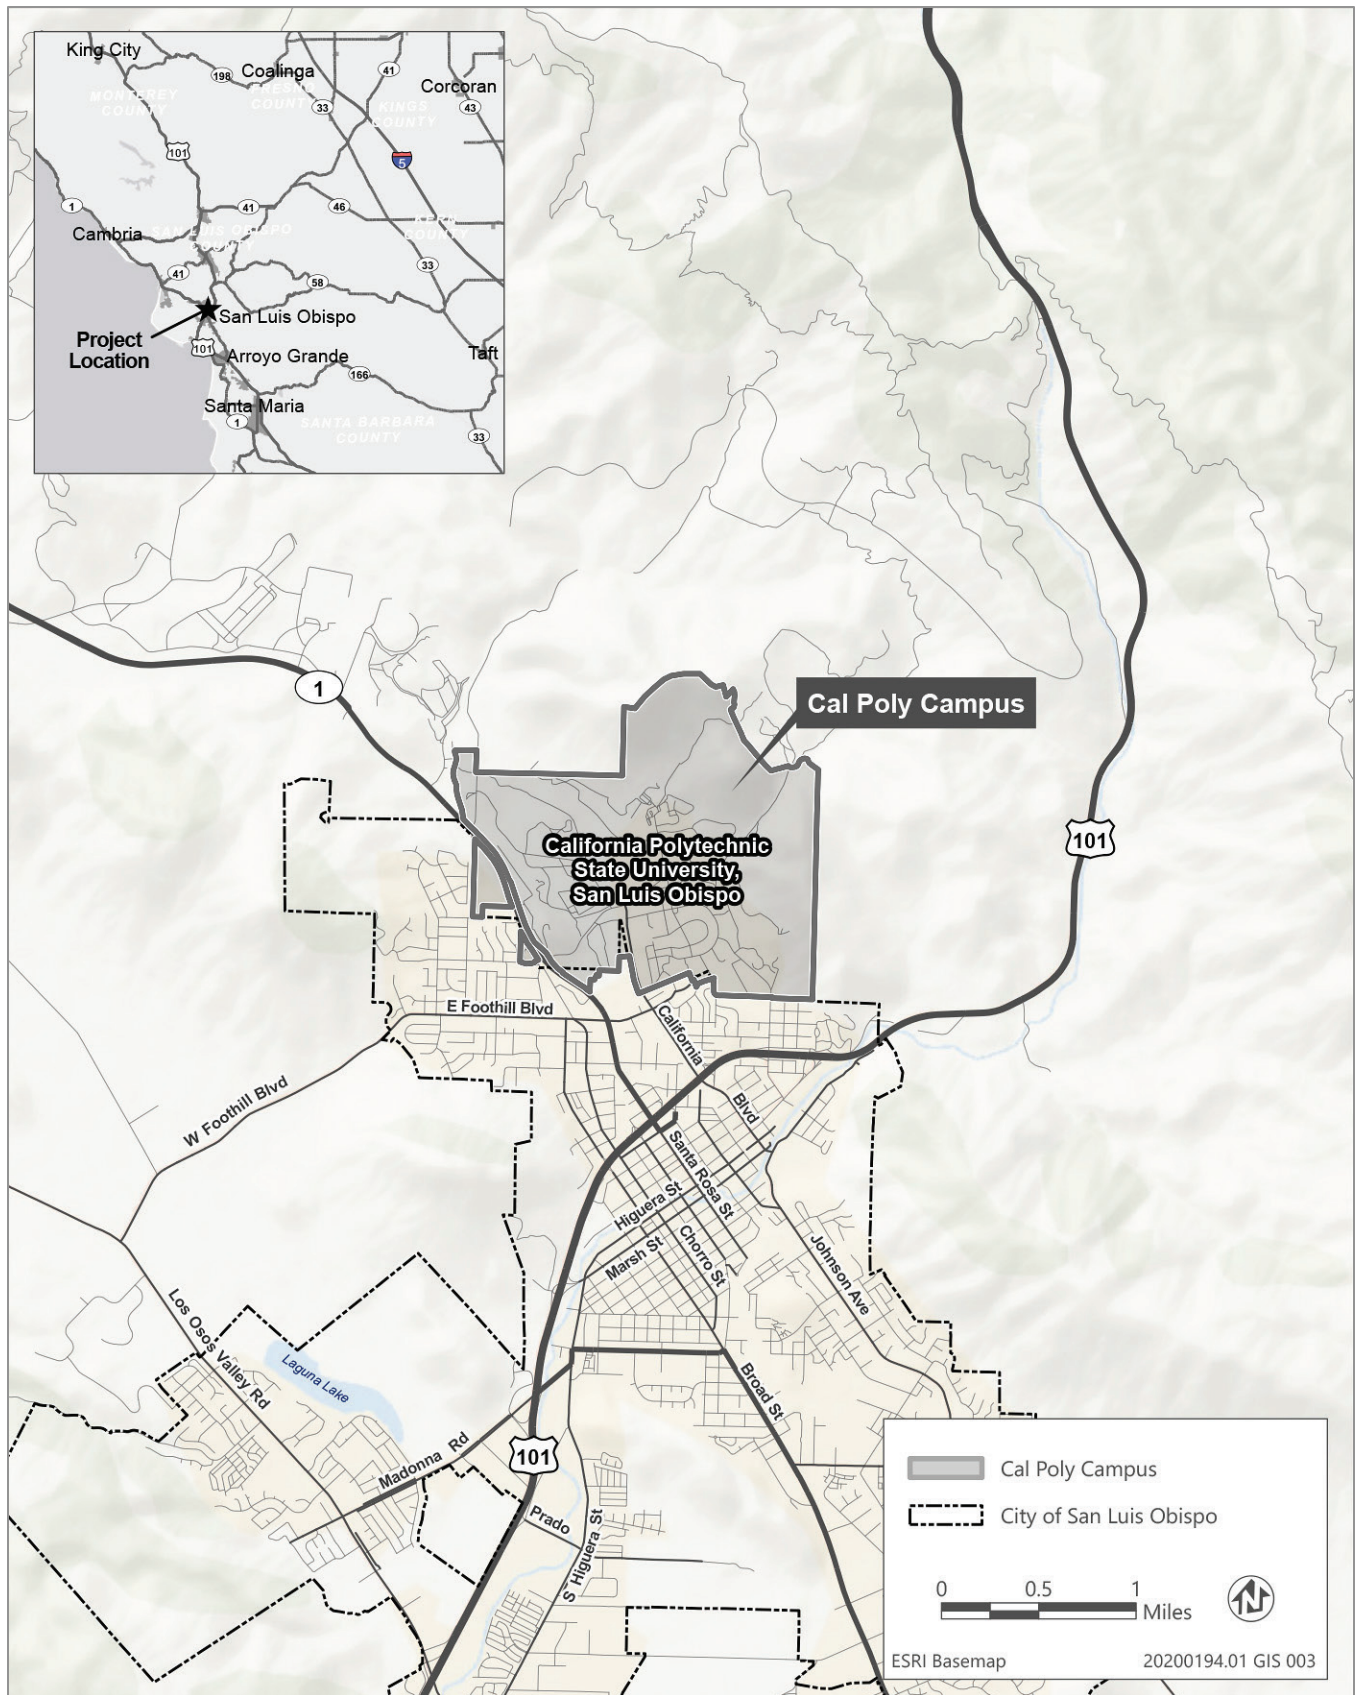 King City
198
Coalinga
41
Corcoran
MONTEREY
COUNTY
FRESNO
COUNTY
33
KINGS
COUNTY
43
101
5
1
41
46
Cambria
SAN LUIS OBISPO
COUNTY
KERN
COUNTY
41
33
58
San Luis Obispo
Project
Location
101
Arroyo Grande
Taft
166
Santa Maria
1
SANTA BARBARA
COUNTY
33
1
Cal Poly Campus
101
California Polytechnic
State University,
San Luis Obispo
E Foothill Blvd
California
Blvd
W Foothill Blvd
Santa Rosa St
Higuera St
Marsh St
Chorro St
Johnson Ave
Los Osos Valley Rd
Laguna Lake
Broad St
Madonna Rd
101
Prado
S Higuera St
Cal Poly Campus
City of San Luis Obispo
0 0.5 1
Miles
N
ESRI Basemap 20200194.01 GIS 003